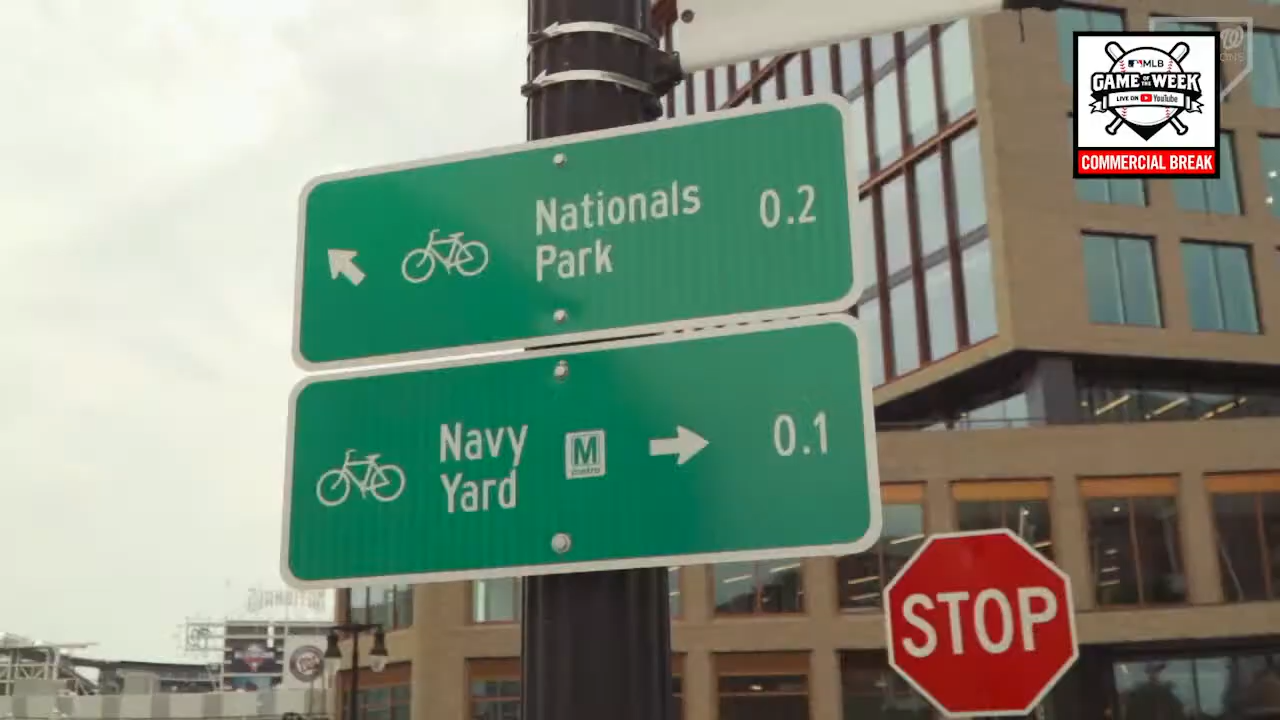 MLB
GAME OF THE WEEK
LIVE ON YouTube
COMMERCIAL BREAK
Nationals
Park
0.2
Navy
Yard
M
metro
0.1
STOP